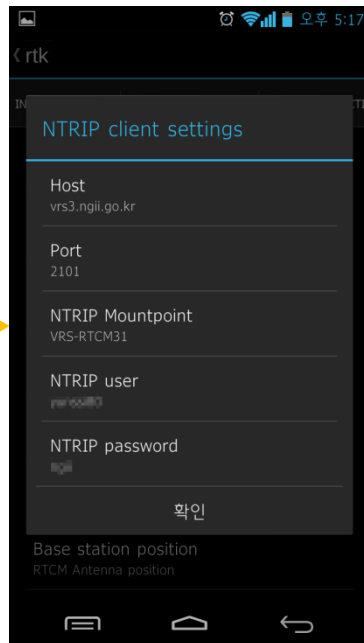 오후 5:17
rtk
IN
NTRIP client settings
Host
vrs3.ngii.go.kr
Port
2101
NTRIP Mountpoint
VRS-RTCM31
NTRIP user
NTRIP password
확인
Base station position
RTCM Antenna position